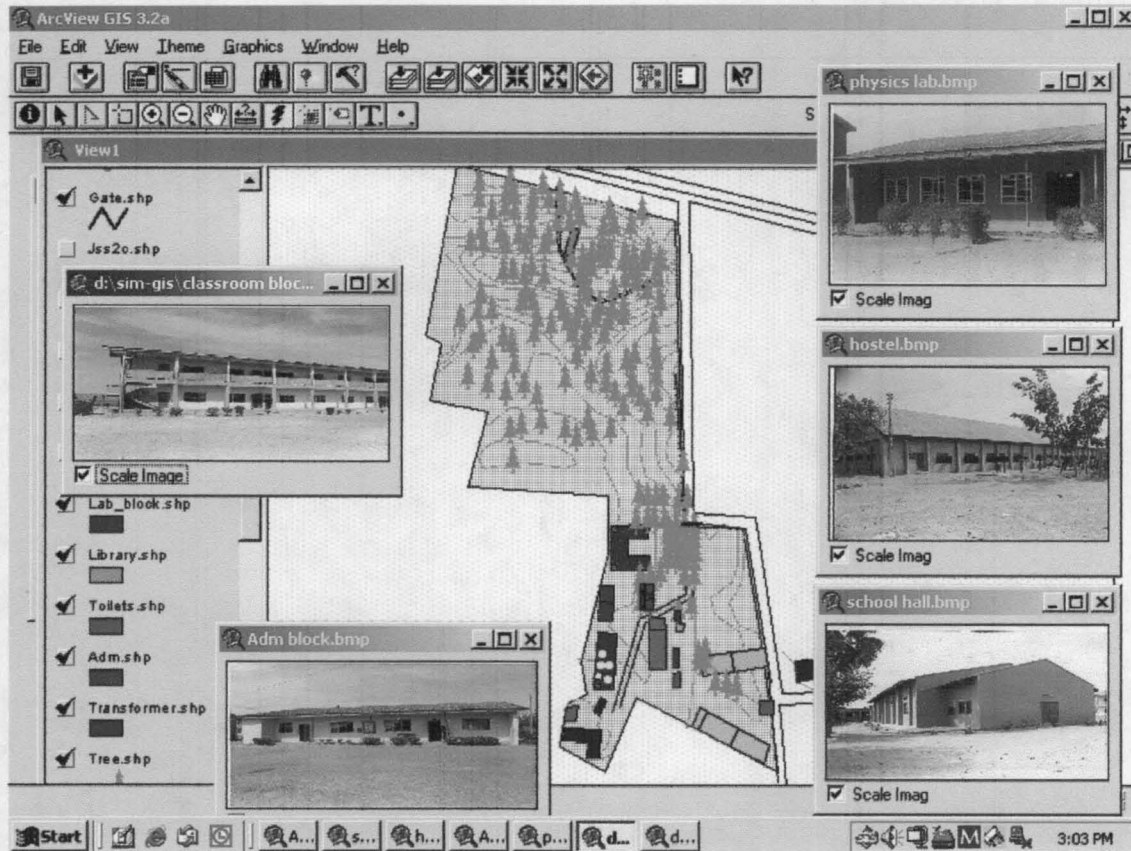 ArcView GIS 3.2a
File Edit View Theme Graphics Window Help
S
View1
Gate.shp
Jss2c.shp
d:\sim-gis\classroom bloc...
Scale Image
Lab_block.shp
Library.shp
Toilets.shp
Adm.shp
Transformer.shp
Tree.shp
Adm block.bmp
physics lab.bmp
Scale Imag
hostel.bmp
Scale Imag
school hall.bmp
Scale Imag
Start A... s... h... A... p... d... d... M 3:03 PM